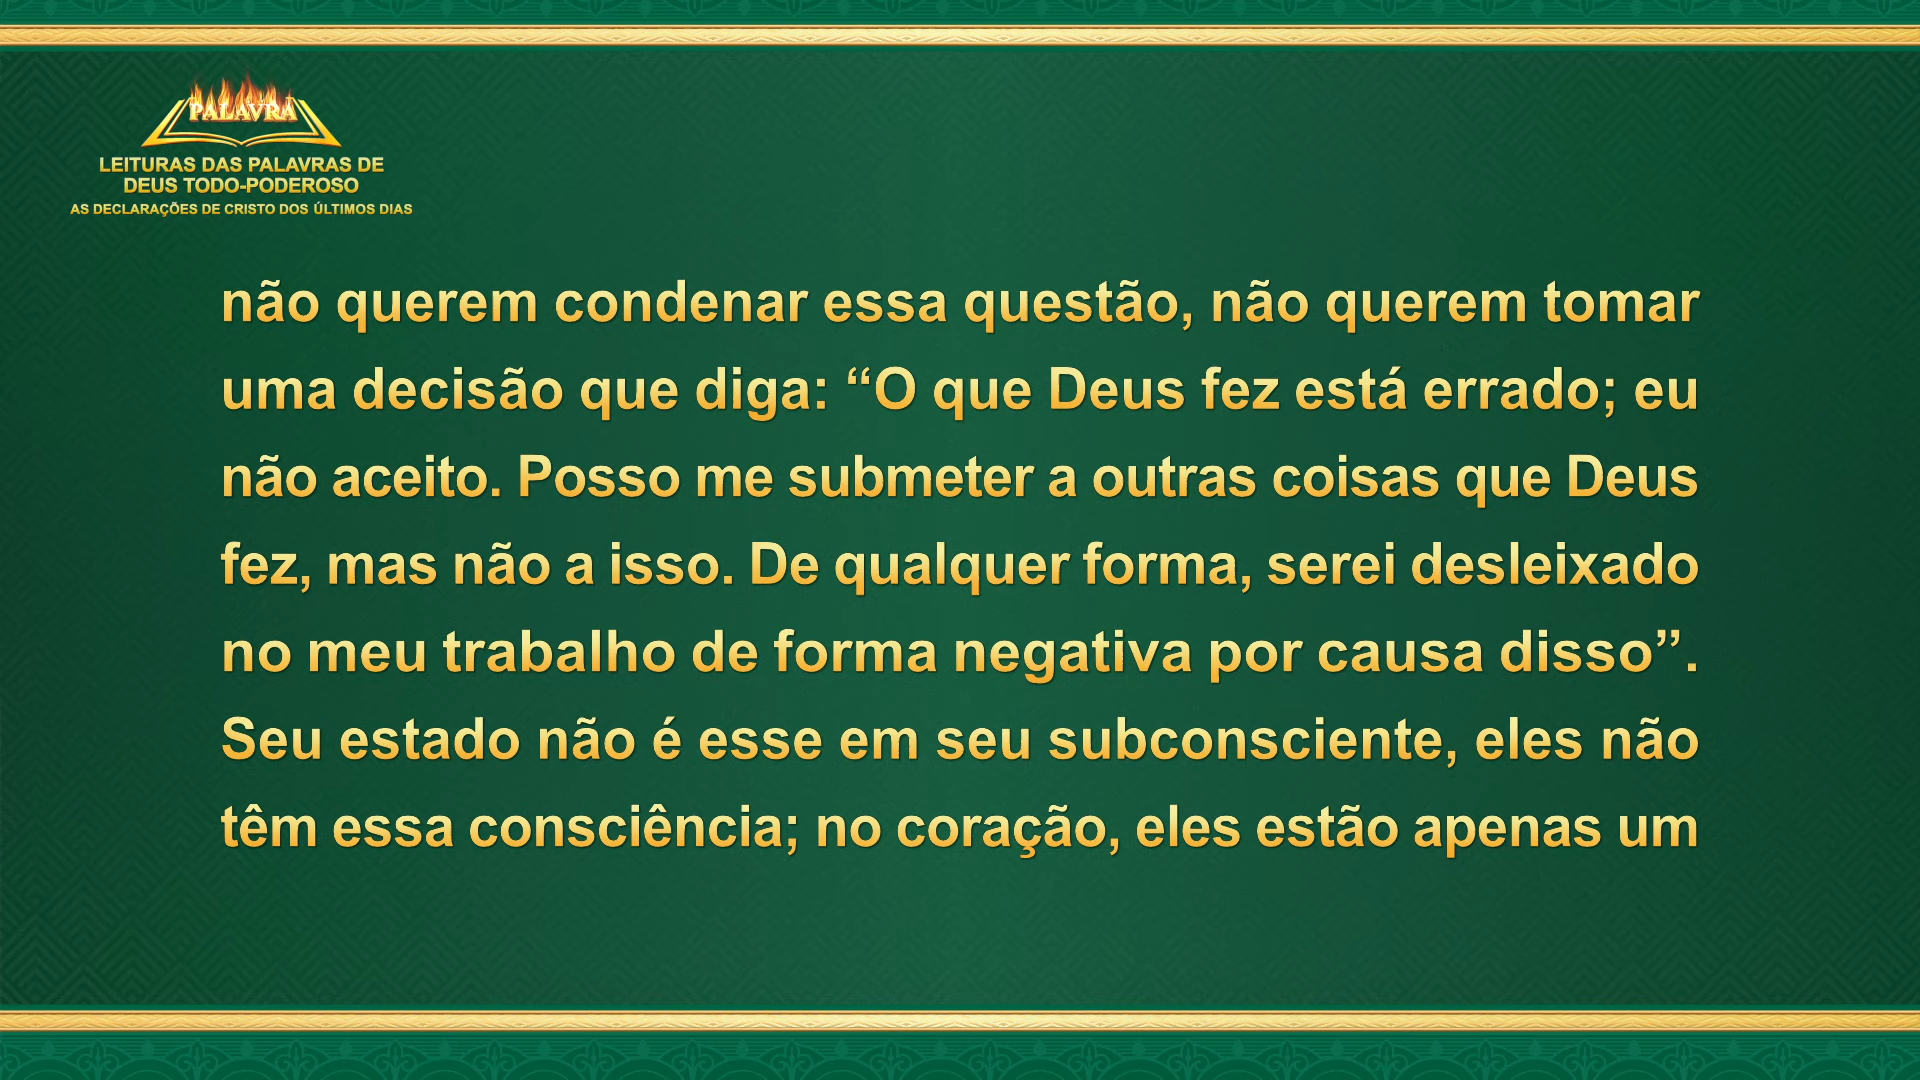 PALAVRA
LEITURAS DAS PALAVRAS DE
DEUS TODO-PODEROSO
AS DECLARAÇÕES DE CRISTO DOS ÚLTIMOS DIAS
não querem condenar essa questão, não querem tomar
uma decisão que diga: “O que Deus fez está errado; eu
não aceito. Posso me submeter a outras coisas que Deus
fez, mas não a isso. De qualquer forma, serei desleixado
no meu trabalho de forma negativa por causa disso”.
Seu estado não é esse em seu subconsciente, eles não
têm essa consciência; no coração, eles estão apenas um